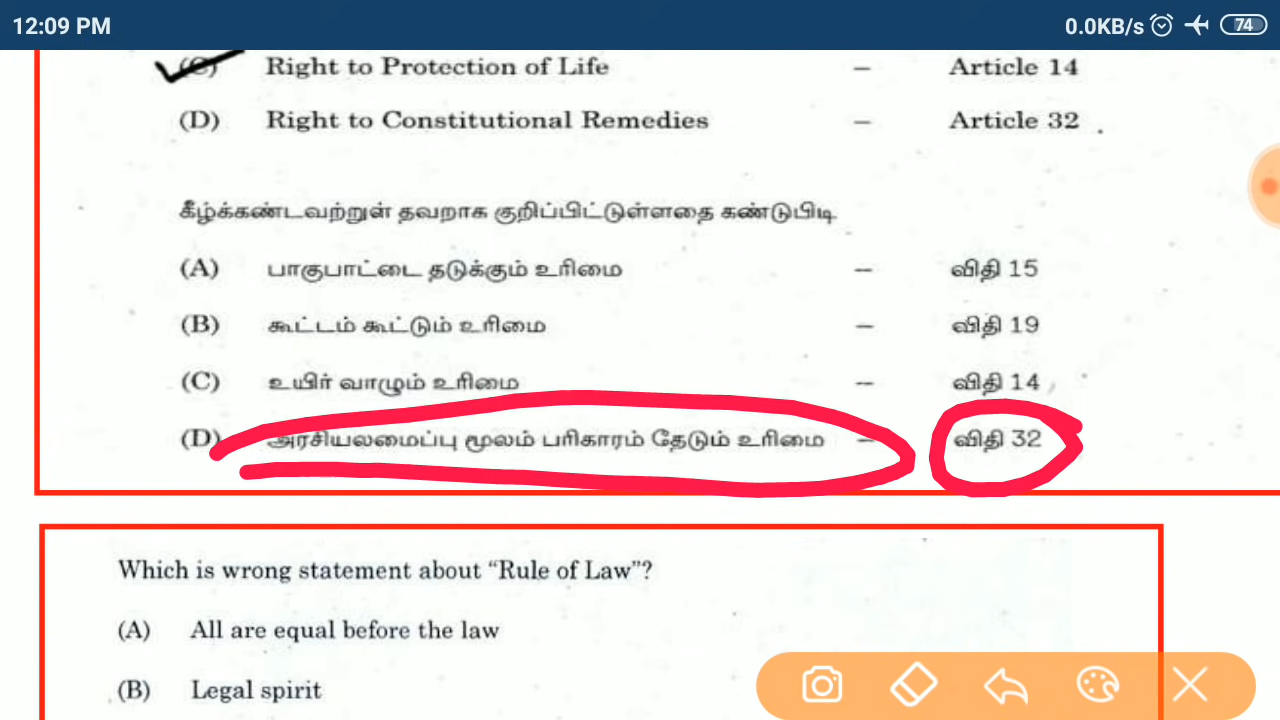 12:09 PM 0.0KB/s 74
(C) Right to Protection of Life – Article 14
(D) Right to Constitutional Remedies – Article 32
கீழ்க்கண்டவற்றுள் தவறாக குறிப்பிட்டுள்ளதை கண்டுபிடி
(A) பாகுபாட்டை தடுக்கும் உரிமை – விதி 15
(B) கூட்டம் கூட்டும் உரிமை – விதி 19
(C) உயிர் வாழும் உரிமை – விதி 14
(D) அரசியலமைப்பு மூலம் பரிகாரம் தேடும் உரிமை – விதி 32
Which is wrong statement about “Rule of Law”?
(A) All are equal before the law
(B) Legal spirit